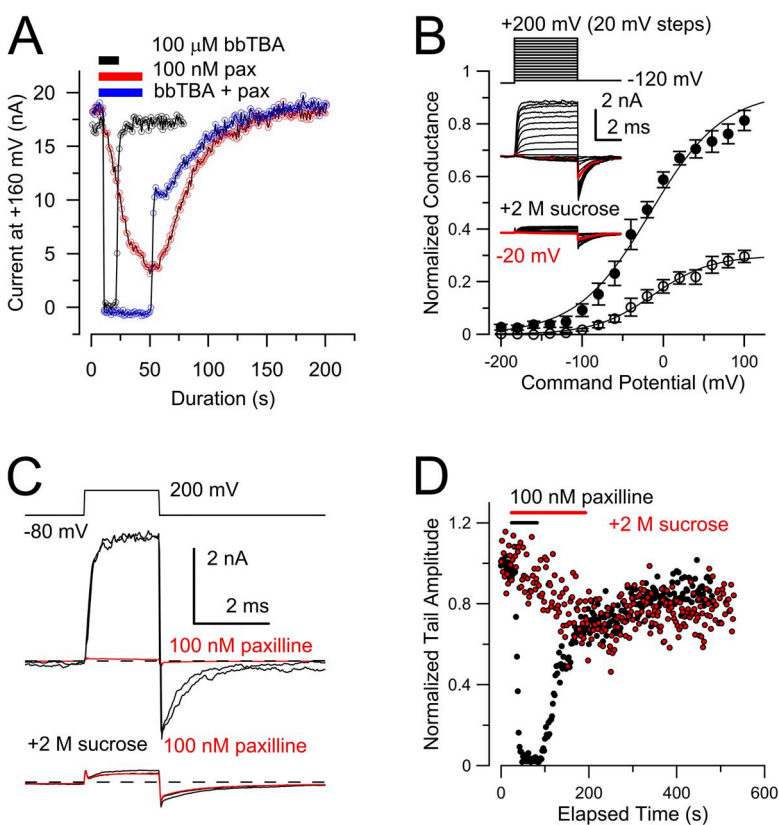 A
100 μM bbTBA
100 nM pax
bbTBA + pax
Current at +160 mV (nA)
20
15
10
5
0
0 50 100 150 200
Duration (s)
B
+200 mV (20 mV steps)
-120 mV
2 nA
2 ms
+2 M sucrose
-20 mV
Normalized Conductance
1
0.8
0.6
0.4
0.2
0
-200 -100 0 100
Command Potential (mV)
C
200 mV
-80 mV
2 nA
2 ms
100 nM paxilline
+2 M sucrose 100 nM paxilline
D
100 nM paxilline
+2 M sucrose
Normalized Tail Amplitude
1.2
0.8
0.4
0
0 200 400 600
Elapsed Time (s)